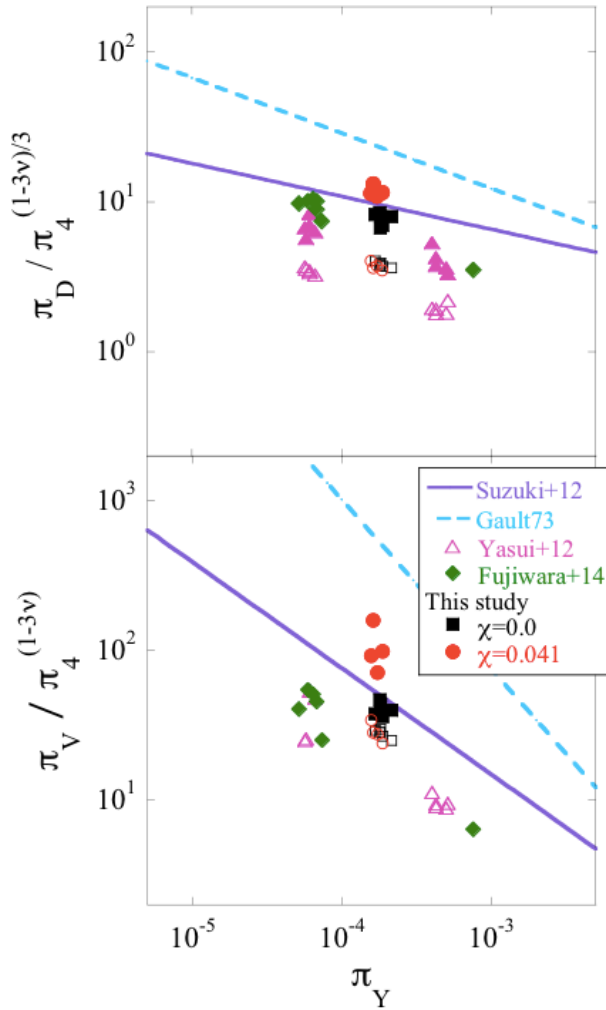 10^2
10^1
10^0
π_D / π_4^(1-3ν)/3
10^3
10^2
10^1
π_V / π_4^(1-3ν)
Suzuki+12
Gault73
Yasui+12
Fujiwara+14
This study
χ=0.0
χ=0.041
10^-5
10^-4
10^-3
π_Y